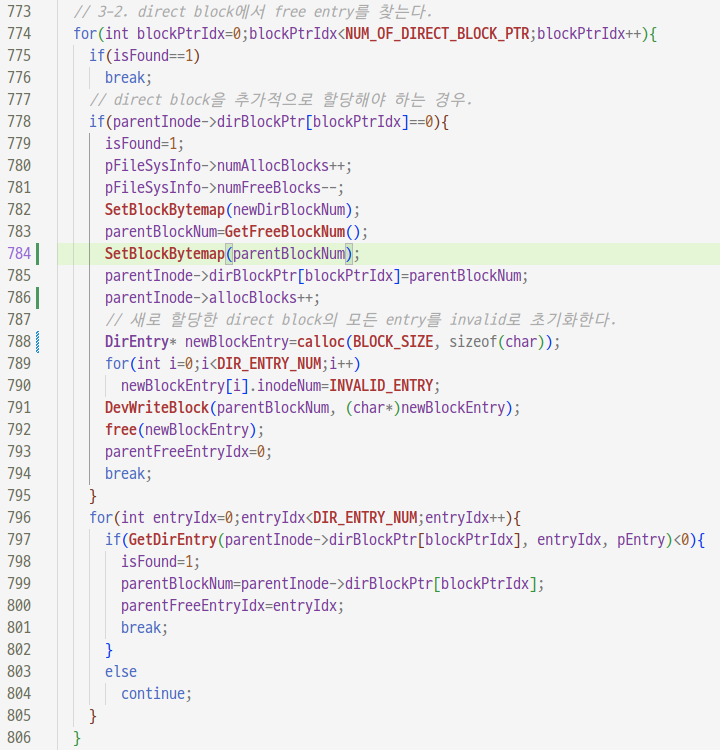 773 // 3-2. direct block에서 free entry를 찾는다.
774 for(int blockPtrIdx=0;blockPtrIdx<NUM_OF_DIRECT_BLOCK_PTR;blockPtrIdx++){
775 if(isFound==1)
776 break;
777 // direct block을 추가적으로 할당해야 하는 경우.
778 if(parentInode->dirBlockPtr[blockPtrIdx]==0){
779 isFound=1;
780 pFileSysInfo->numAllocBlocks++;
781 pFileSysInfo->numFreeBlocks--;
782 SetBlockBytemap(newDirBlockNum);
783 parentBlockNum=GetFreeBlockNum();
784 SetBlockBytemap(parentBlockNum);
785 parentInode->dirBlockPtr[blockPtrIdx]=parentBlockNum;
786 parentInode->allocBlocks++;
787 // 새로 할당한 direct block의 모든 entry를 invalid로 초기화한다.
788 DirEntry* newBlockEntry=calloc(BLOCK_SIZE, sizeof(char));
789 for(int i=0;i<DIR_ENTRY_NUM;i++)
790 newBlockEntry[i].inodeNum=INVALID_ENTRY;
791 DevWriteBlock(parentBlockNum, (char*)newBlockEntry);
792 free(newBlockEntry);
793 parentFreeEntryIdx=0;
794 break;
795 }
796 for(int entryIdx=0;entryIdx<DIR_ENTRY_NUM;entryIdx++){
797 if(GetDirEntry(parentInode->dirBlockPtr[blockPtrIdx], entryIdx, pEntry)<0){
798 isFound=1;
799 parentBlockNum=parentInode->dirBlockPtr[blockPtrIdx];
800 parentFreeEntryIdx=entryIdx;
801 break;
802 }
803 else
804 continue;
805 }
806 }